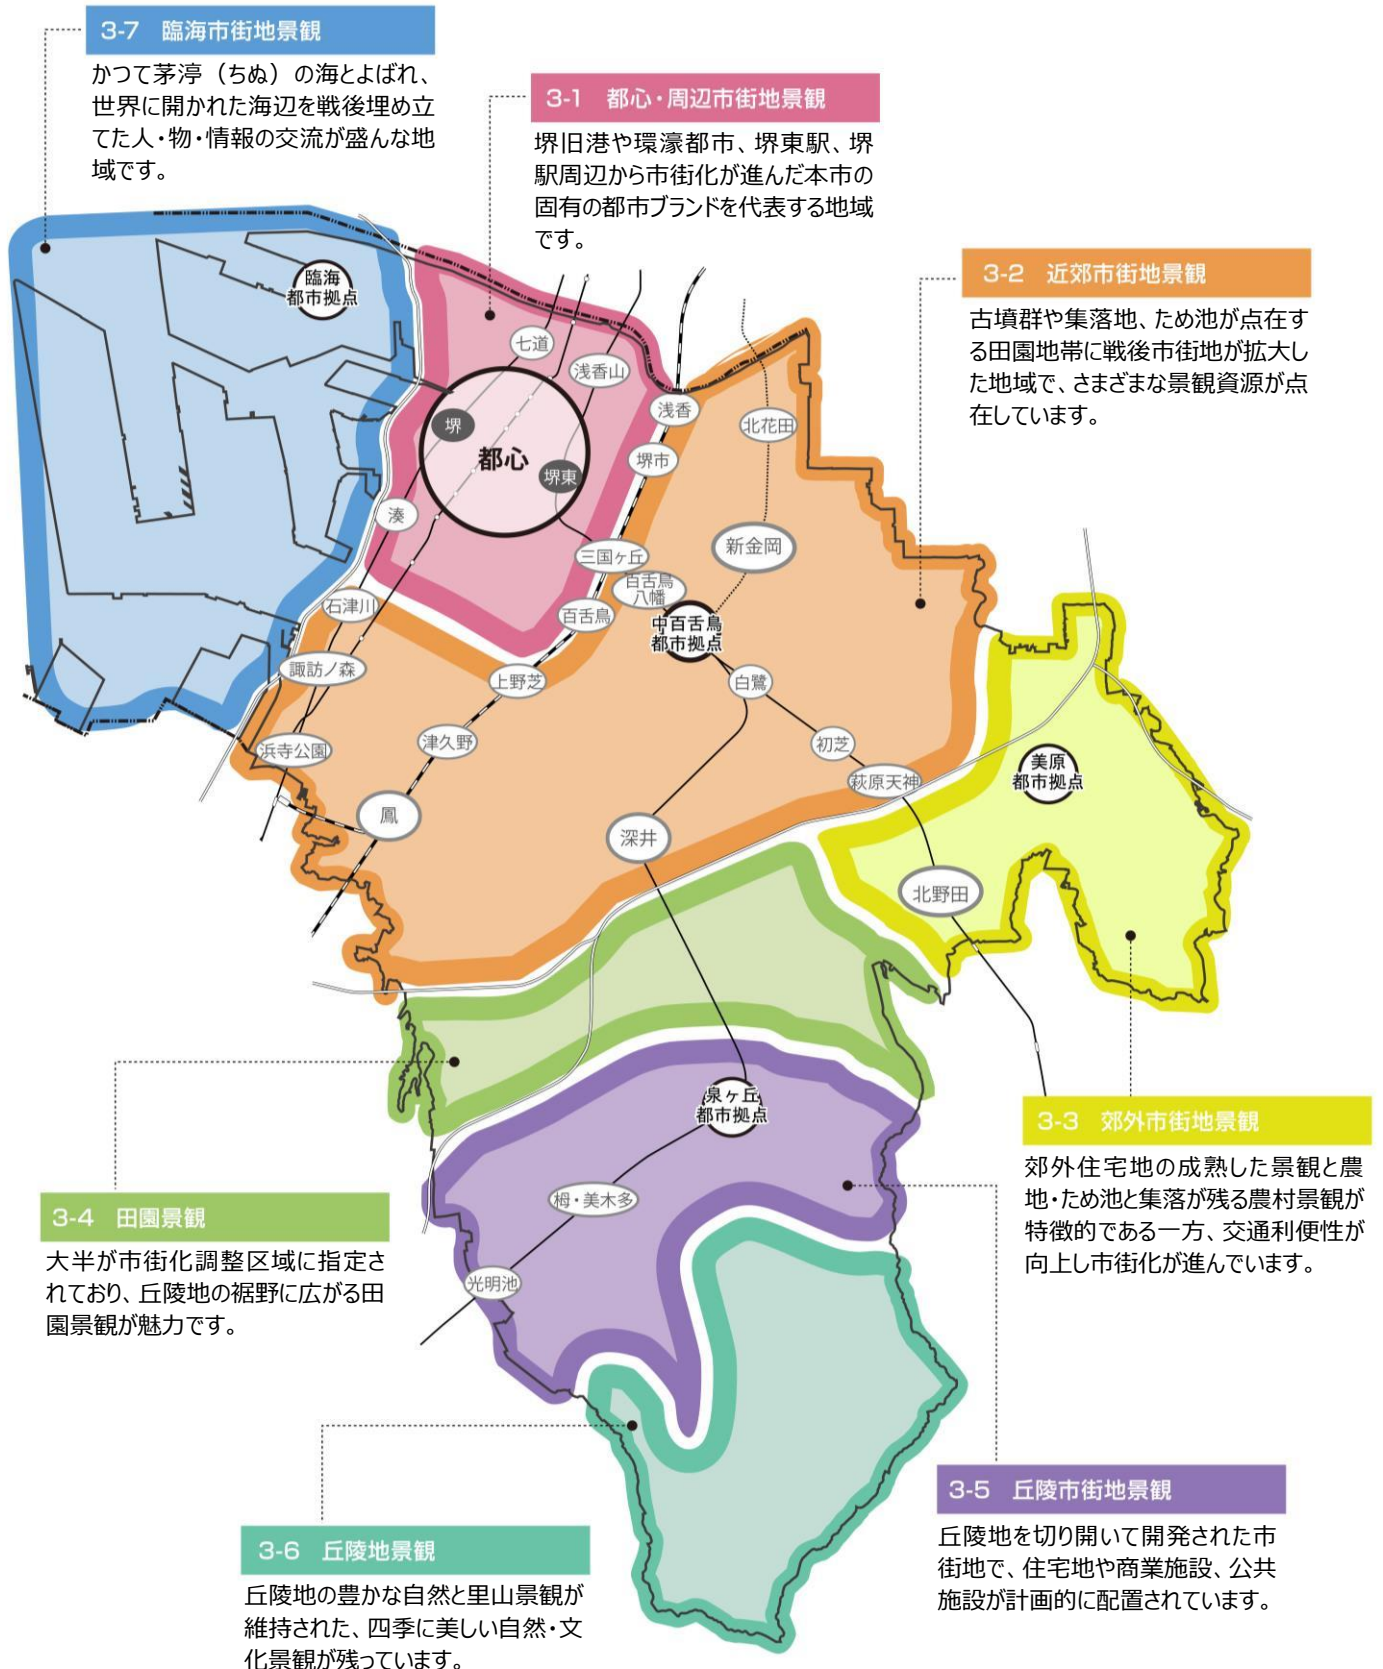 3-7 臨海市街地景観
かつて茅渟（ちぬ）の海とよばれ、
世界に開かれた海辺を戦後埋め立
てた人・物・情報の交流が盛んな地
域です。
3-1 都心・周辺市街地景観
堺旧港や環濠都市、堺東駅、堺
駅周辺から市街化が進んだ本市の
固有の都市ブランドを代表する地域
です。
3-2 近郊市街地景観
古墳群や集落地、ため池が点在す
る田園地帯に戦後市街地が拡大し
た地域で、さまざまな景観資源が点
在しています。
臨海
都市拠点
七道
浅香山
浅香
北花田
堺
都心
堺市
堺東
湊
新金岡
三国ヶ丘
百舌鳥
八幡
石津川
百舌鳥
中百舌鳥
都市拠点
諏訪ノ森
上野芝
白鷺
浜寺公園
津久野
初芝
美原
都市拠点
萩原天神
鳳
深井
北野田
泉ヶ丘
都市拠点
栂・美木多
光明池
3-3 郊外市街地景観
郊外住宅地の成熟した景観と農
地・ため池と集落が残る農村景観が
特徴的である一方、交通利便性が
向上し市街化が進んでいます。
3-4 田園景観
大半が市街化調整区域に指定さ
れており、丘陵地の裾野に広がる田
園景観が魅力です。
3-5 丘陵市街地景観
丘陵地を切り開いて開発された市
街地で、住宅地や商業施設、公共
施設が計画的に配置されています。
3-6 丘陵地景観
丘陵地の豊かな自然と里山景観が
維持された、四季に美しい自然・文
化景観が残っています。